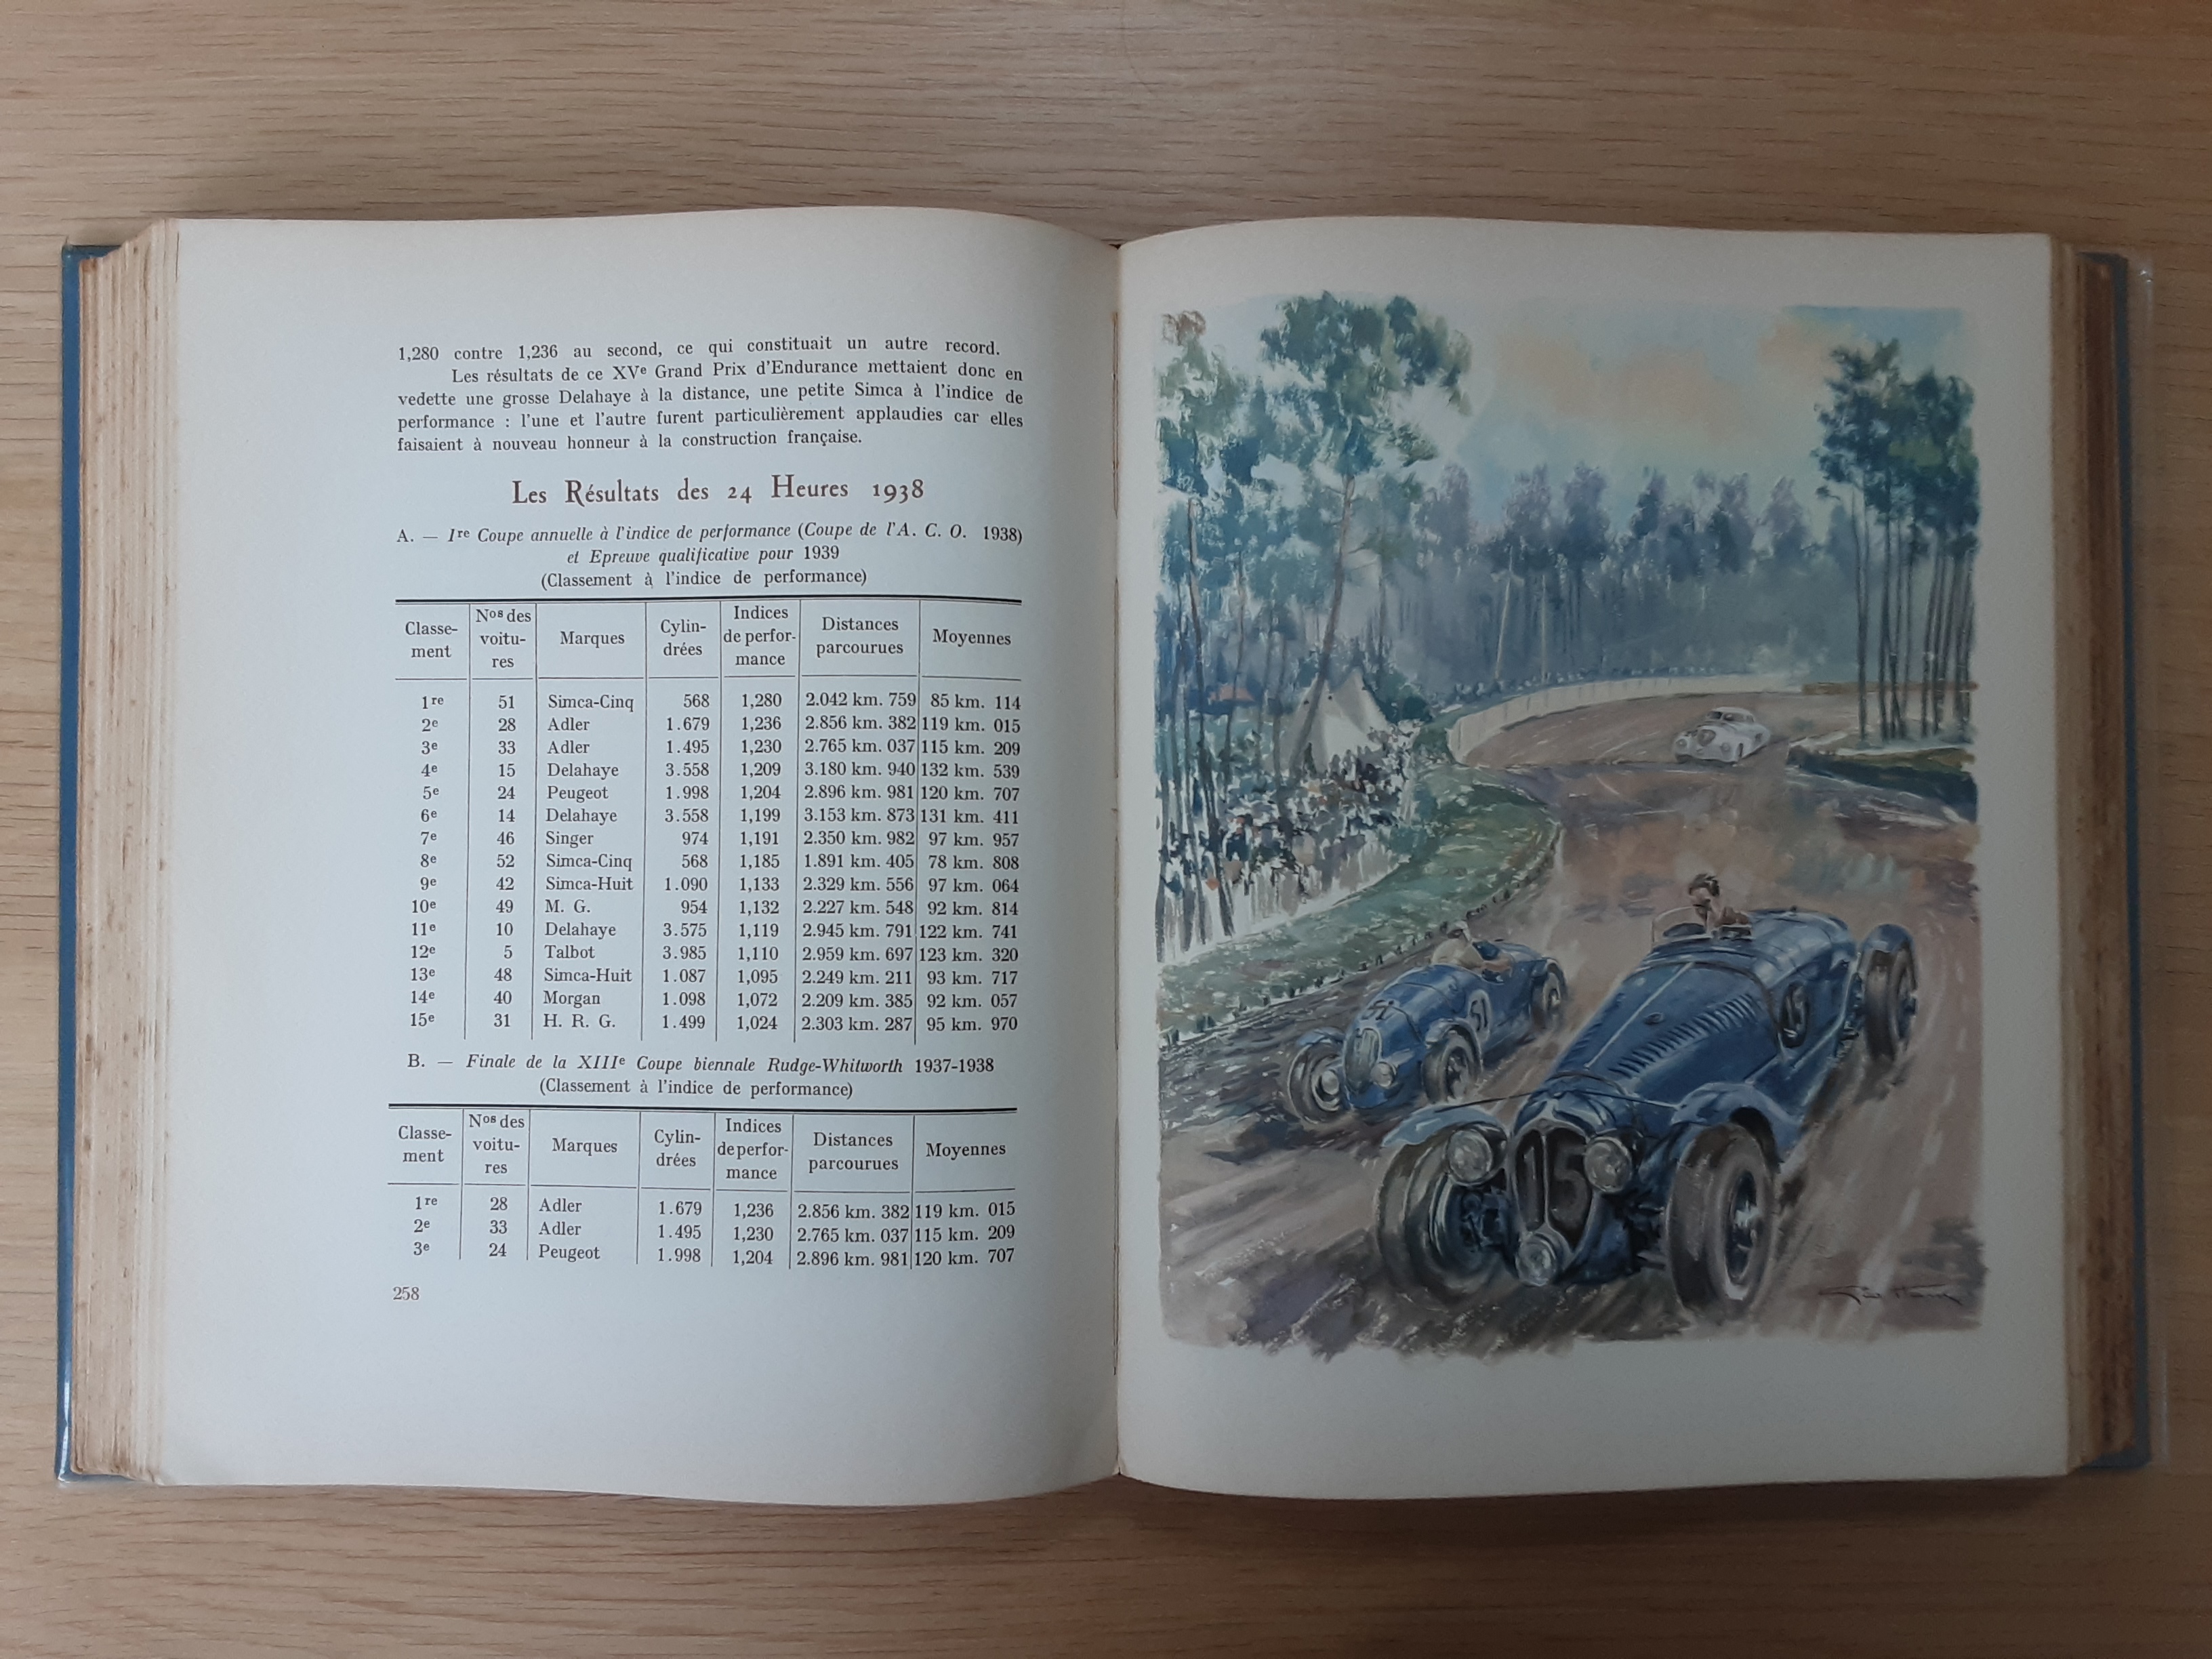 1,280 contre 1,236 au second, ce qui constituait un autre record.
Les résultats de ce XVe Grand Prix d'Endurance mettaient donc en
vedette une grosse Delahaye à la distance, une petite Simca à l'indice de
performance : l'une et l'autre furent particulièrement applaudies car elles
faisaient à nouveau honneur à la construction française.
Les Résultats des 24 Heures 1938
A. — 1re Coupe annuelle à l'indice de performance (Coupe de l'A. C. O. 1938)
et Epreuve qualificative pour 1939
(Classement à l'indice de performance)
Classe-ment Nos des voitu-res Marques Cylin-drées Indices de perfor-mance Distances parcourues Moyennes
1re 51 Simca-Cinq 568 1,280 2.042 km. 759 85 km. 114
2e 28 Adler 1.679 1,236 2.856 km. 382 119 km. 015
3e 33 Adler 1.495 1,230 2.765 km. 037 115 km. 209
4e 15 Delahaye 3.558 1,209 3.180 km. 940 132 km. 539
5e 24 Peugeot 1.998 1,204 2.896 km. 981 120 km. 707
6e 14 Delahaye 3.558 1,199 3.153 km. 873 131 km. 411
7e 46 Singer 974 1,191 2.350 km. 982 97 km. 957
8e 52 Simca-Cinq 568 1,185 1.891 km. 405 78 km. 808
9e 42 Simca-Huit 1.090 1,133 2.329 km. 556 97 km. 064
10e 49 M. G. 954 1,132 2.227 km. 548 92 km. 814
11e 10 Delahaye 3.575 1,119 2.945 km. 791 122 km. 741
12e 5 Talbot 3.985 1,110 2.959 km. 697 123 km. 320
13e 48 Simca-Huit 1.087 1,095 2.249 km. 211 93 km. 717
14e 40 Morgan 1.098 1,072 2.209 km. 385 92 km. 057
15e 31 H. R. G. 1.499 1,024 2.303 km. 287 95 km. 970
B. — Finale de la XIIIe Coupe biennale Rudge-Whitworth 1937-1938
(Classement à l'indice de performance)
Classe-ment Nos des voitu-res Marques Cylin-drées Indices de perfor-mance Distances parcourues Moyennes
1re 28 Adler 1.679 1,236 2.856 km. 382 119 km. 015
2e 33 Adler 1.495 1,230 2.765 km. 037 115 km. 209
3e 24 Peugeot 1.998 1,204 2.896 km. 981 120 km. 707
258
51
15
15